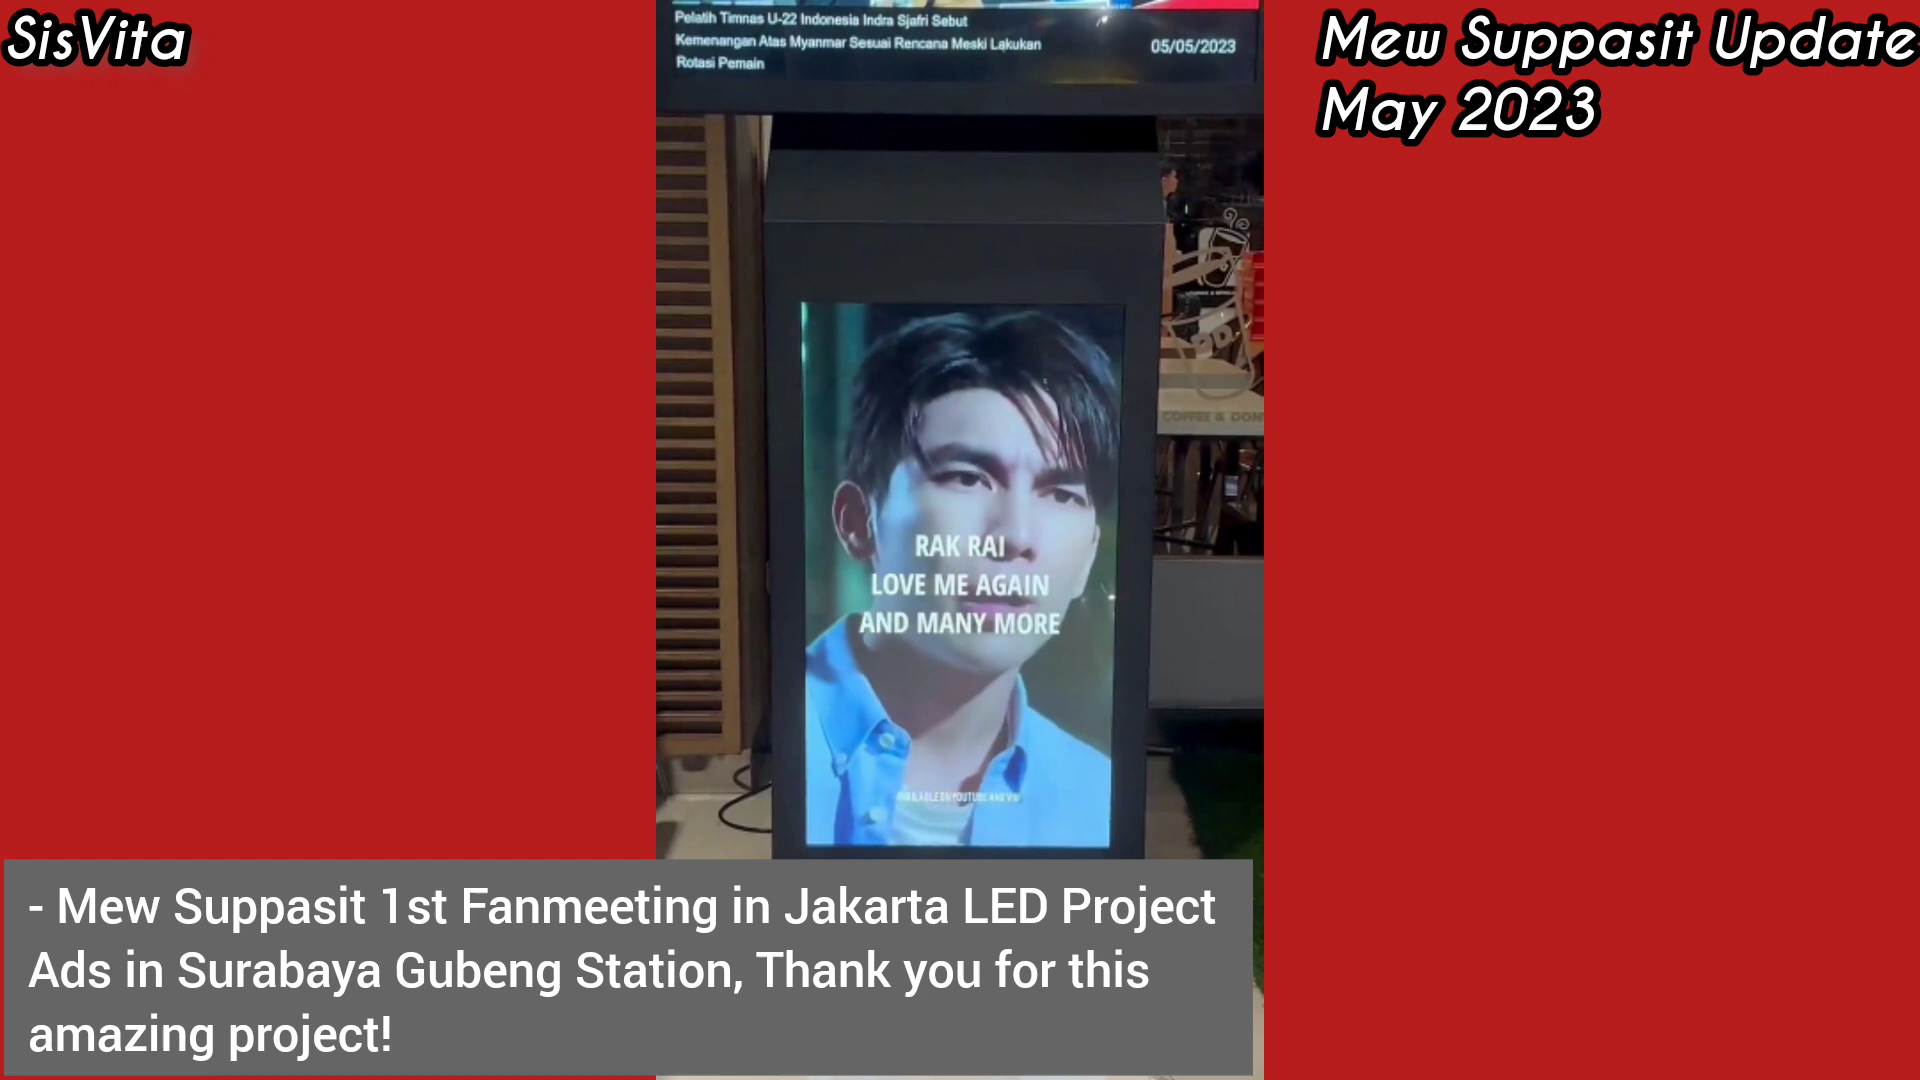 SisVita
Mew Suppasit Update
May 2023
Pelatih Timnas U-22 Indonesia Indra Sjafri Sebut
Kemenangan Atas Myanmar Sesuai Rencana Meski Lakukan
Rotasi Pemain
05/05/2023
COFFEE &
RAK RAI
LOVE ME AGAIN
AND MANY MORE
- Mew Suppasit 1st Fanmeeting in Jakarta LED Project
Ads in Surabaya Gubeng Station, Thank you for this
amazing project!